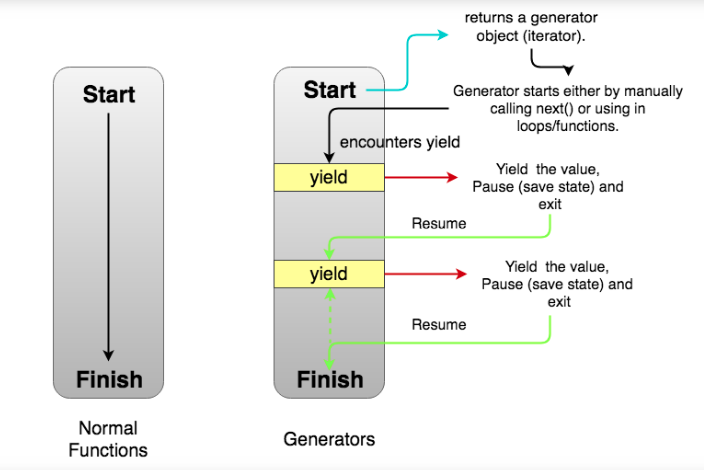 returns a generator
object (iterator).
Start
Start
Generator starts either by manually
calling next() or using in
loops/functions.
encounters yield
yield
Yield the value,
Pause (save state) and
exit
Resume
yield
Yield the value,
Pause (save state) and
exit
Resume
Finish
Finish
Normal
Functions
Generators